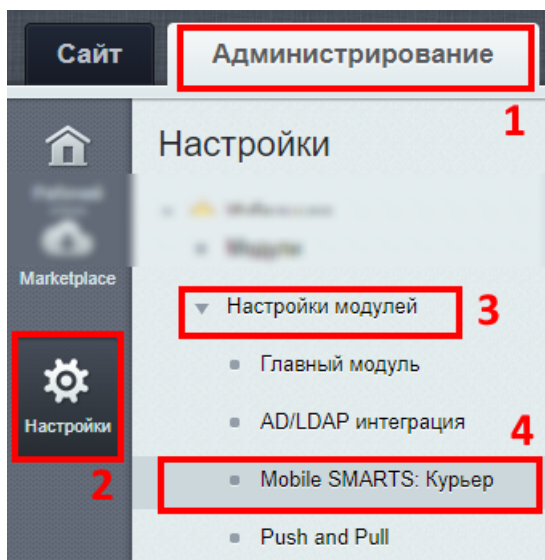 Сайт
Администрирование
1
Настройки
Marketplace
Настройки модулей
3
Главный модуль
Настройки
AD/LDAP интеграция
4
2
Mobile SMARTS: Курьер
Push and Pull